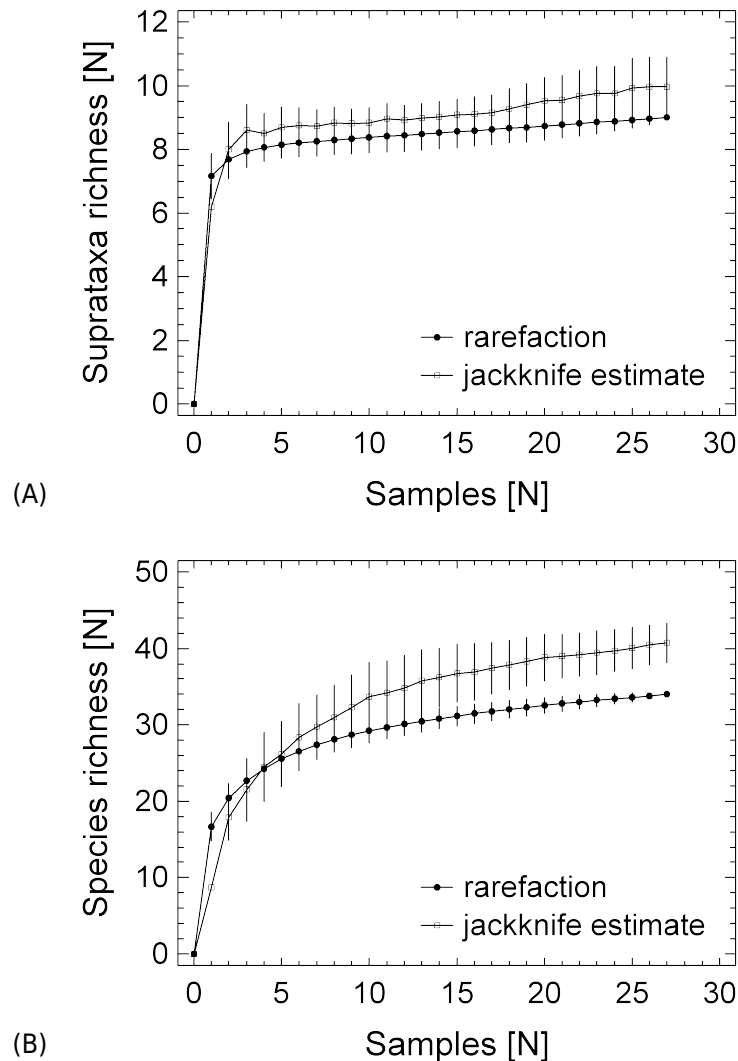 Suprataxa richness [N]
12
10
8
6
4
2
0
rarefaction
jackknife estimate
0 5 10 15 20 25 30
(A)
Samples [N]
Species richness [N]
50
40
30
20
10
0
rarefaction
jackknife estimate
0 5 10 15 20 25 30
(B)
Samples [N]